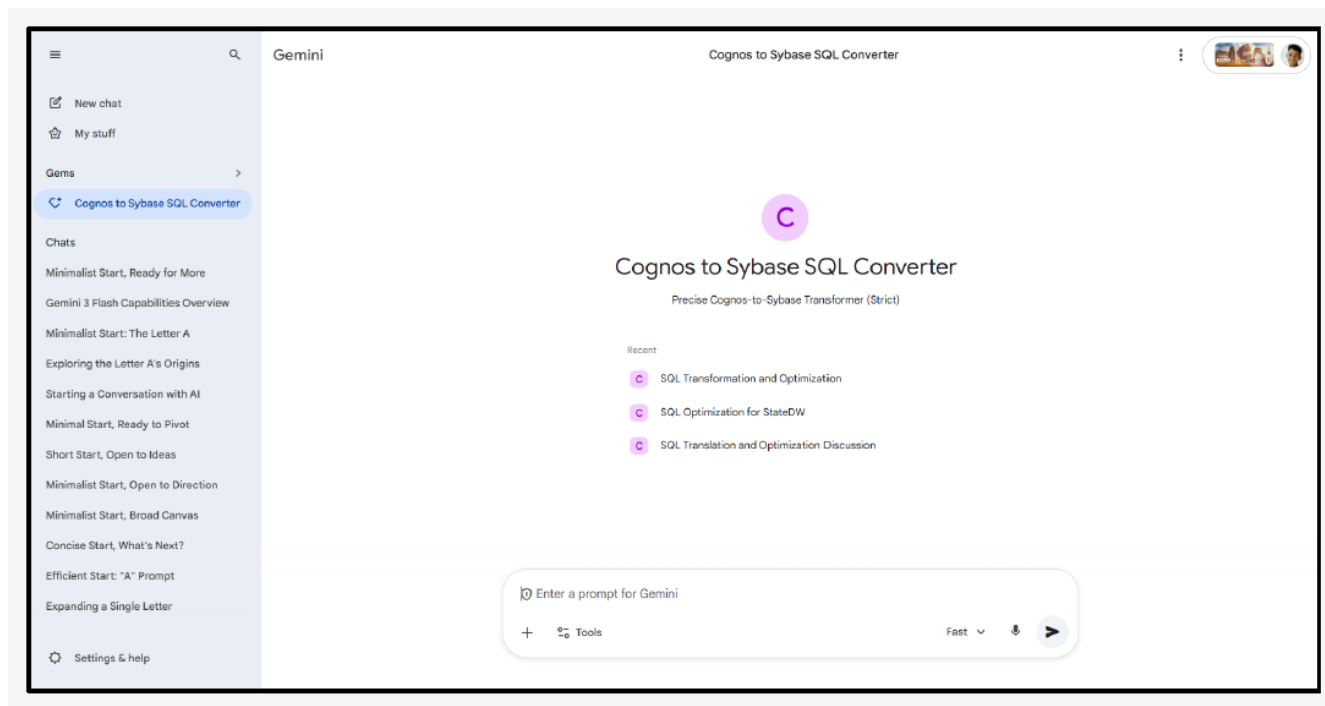 Gemini
Cognos to Sybase SQL Converter
New chat
My stuff
Gems
Cognos to Sybase SQL Converter
Chats
Minimalist Start, Ready for More
Gemini 3 Flash Capabilities Overview
Minimalist Start: The Letter A
Exploring the Letter A's Origins
Starting a Conversation with AI
Minimal Start, Ready to Pivot
Short Start, Open to Ideas
Minimalist Start, Open to Direction
Minimalist Start, Broad Canvas
Concise Start, What's Next?
Efficient Start: "A" Prompt
Expanding a Single Letter
Settings & help
C
Cognos to Sybase SQL Converter
Precise Cognos-to-Sybase Transformer (Strict)
Recent
C SQL Transformation and Optimization
C SQL Optimization for StateDW
C SQL Translation and Optimization Discussion
Enter a prompt for Gemini
Tools
Fast